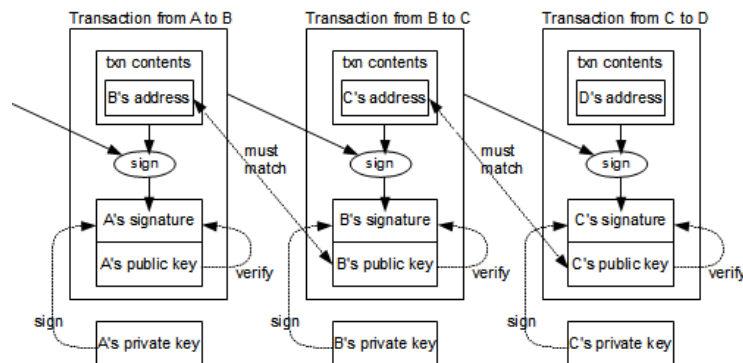 Transaction from A to B
txn contents
B's address
sign
A's signature
A's public key
verify
sign
A's private key
must
match
Transaction from B to C
txn contents
C's address
sign
B's signature
B's public key
verify
sign
B's private key
must
match
Transaction from C to D
txn contents
D's address
sign
C's signature
C's public key
verify
sign
C's private key